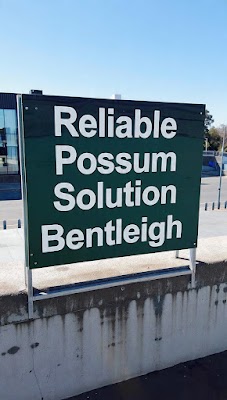 Reliable
Possum
Solution
Bentleigh